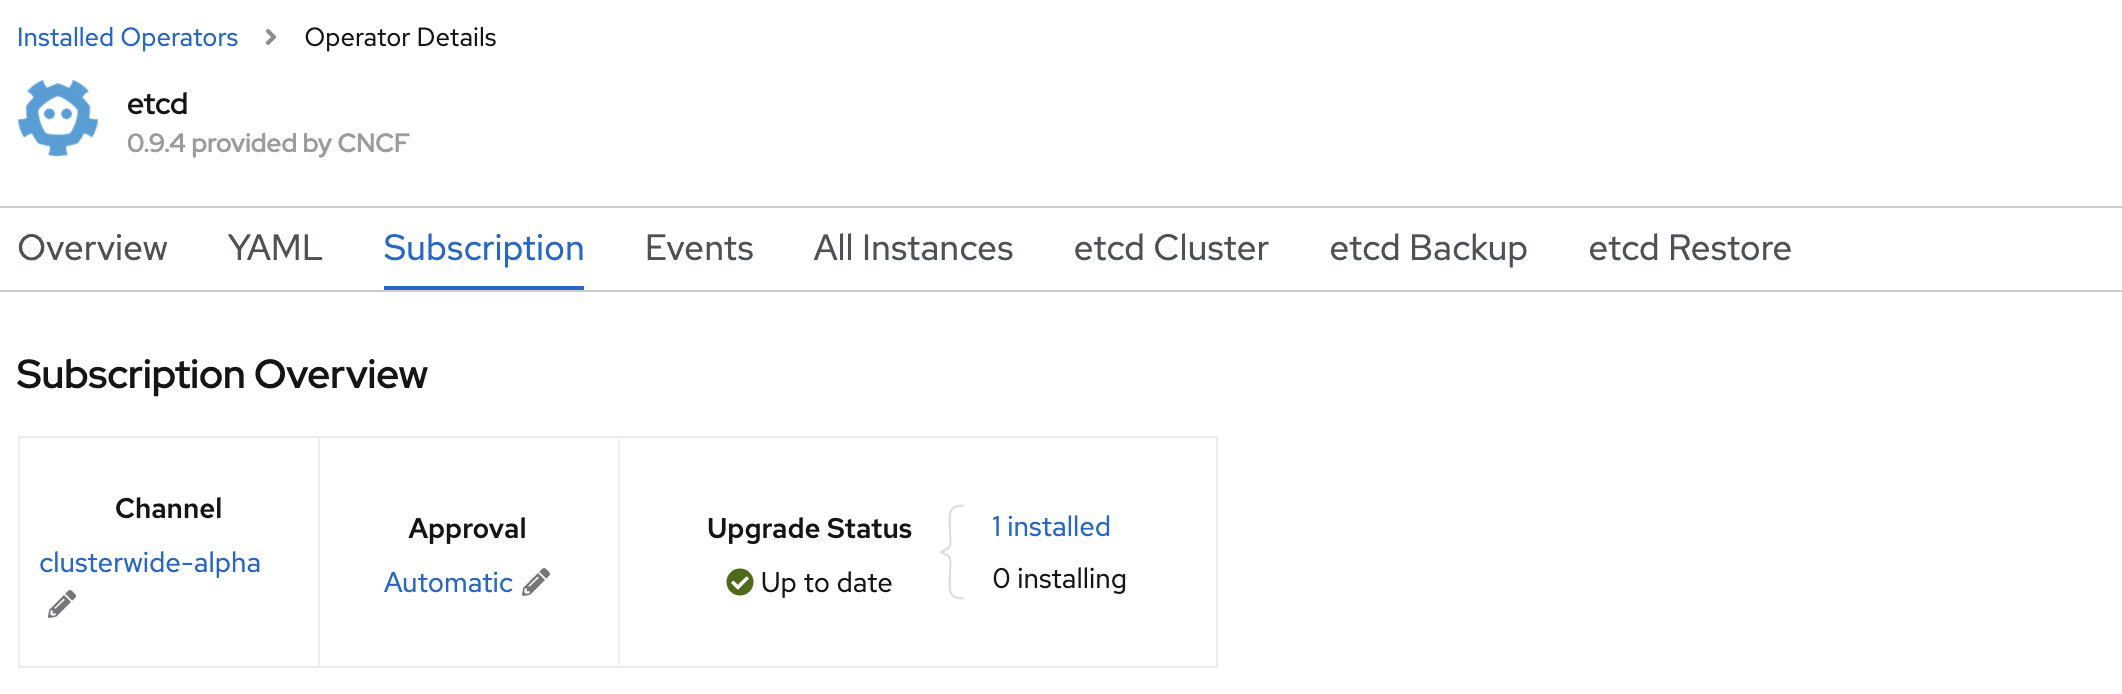 Installed Operators > Operator Details
etcd
0.9.4 provided by CNCF
Overview YAML Subscription Events All Instances etcd Cluster etcd Backup etcd Restore
Subscription Overview
Channel
clusterwide-alpha
Approval
Automatic
Upgrade Status
Up to date
1 installed
0 installing